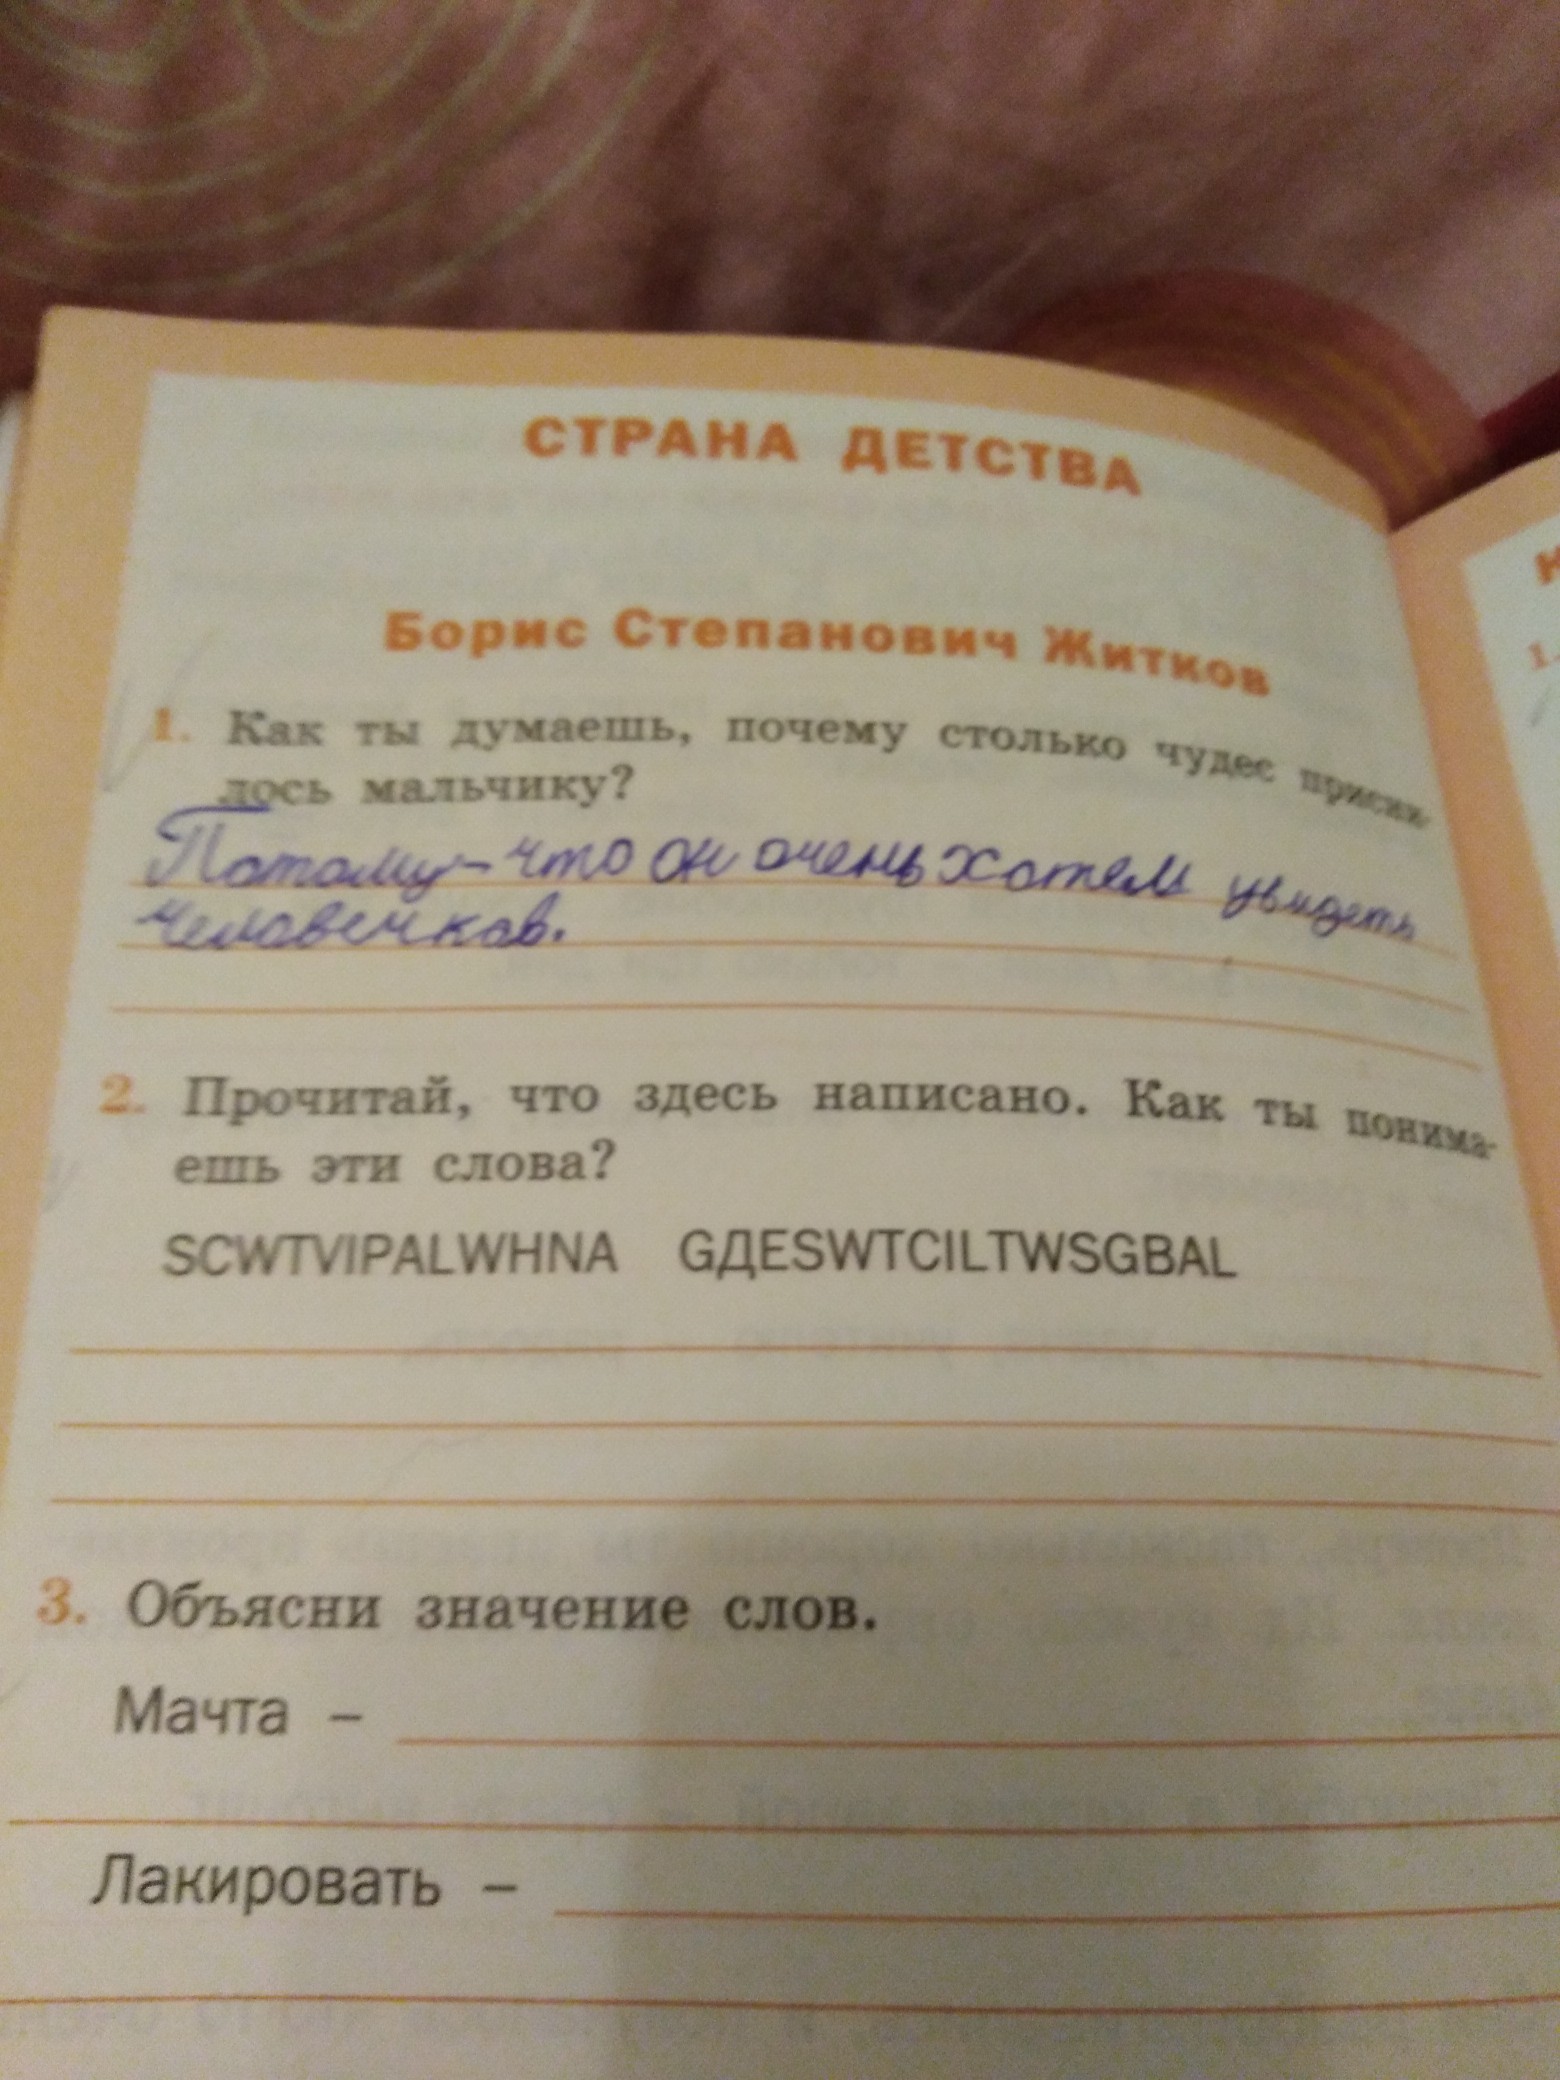 СТРАНА ДЕТСТВА
Борис Степанович Житков
1. Как ты думаешь, почему столько чудес присни-
лось мальчику?
Потому-что он очень хотел увидеть
человечков.
2. Прочитай, что здесь написано. Как ты понима-
ешь эти слова?
SCWTVIPALWHNA GДESWTCILTWSGBAL
3. Объясни значение слов.
Мачта –
Лакировать –
1.